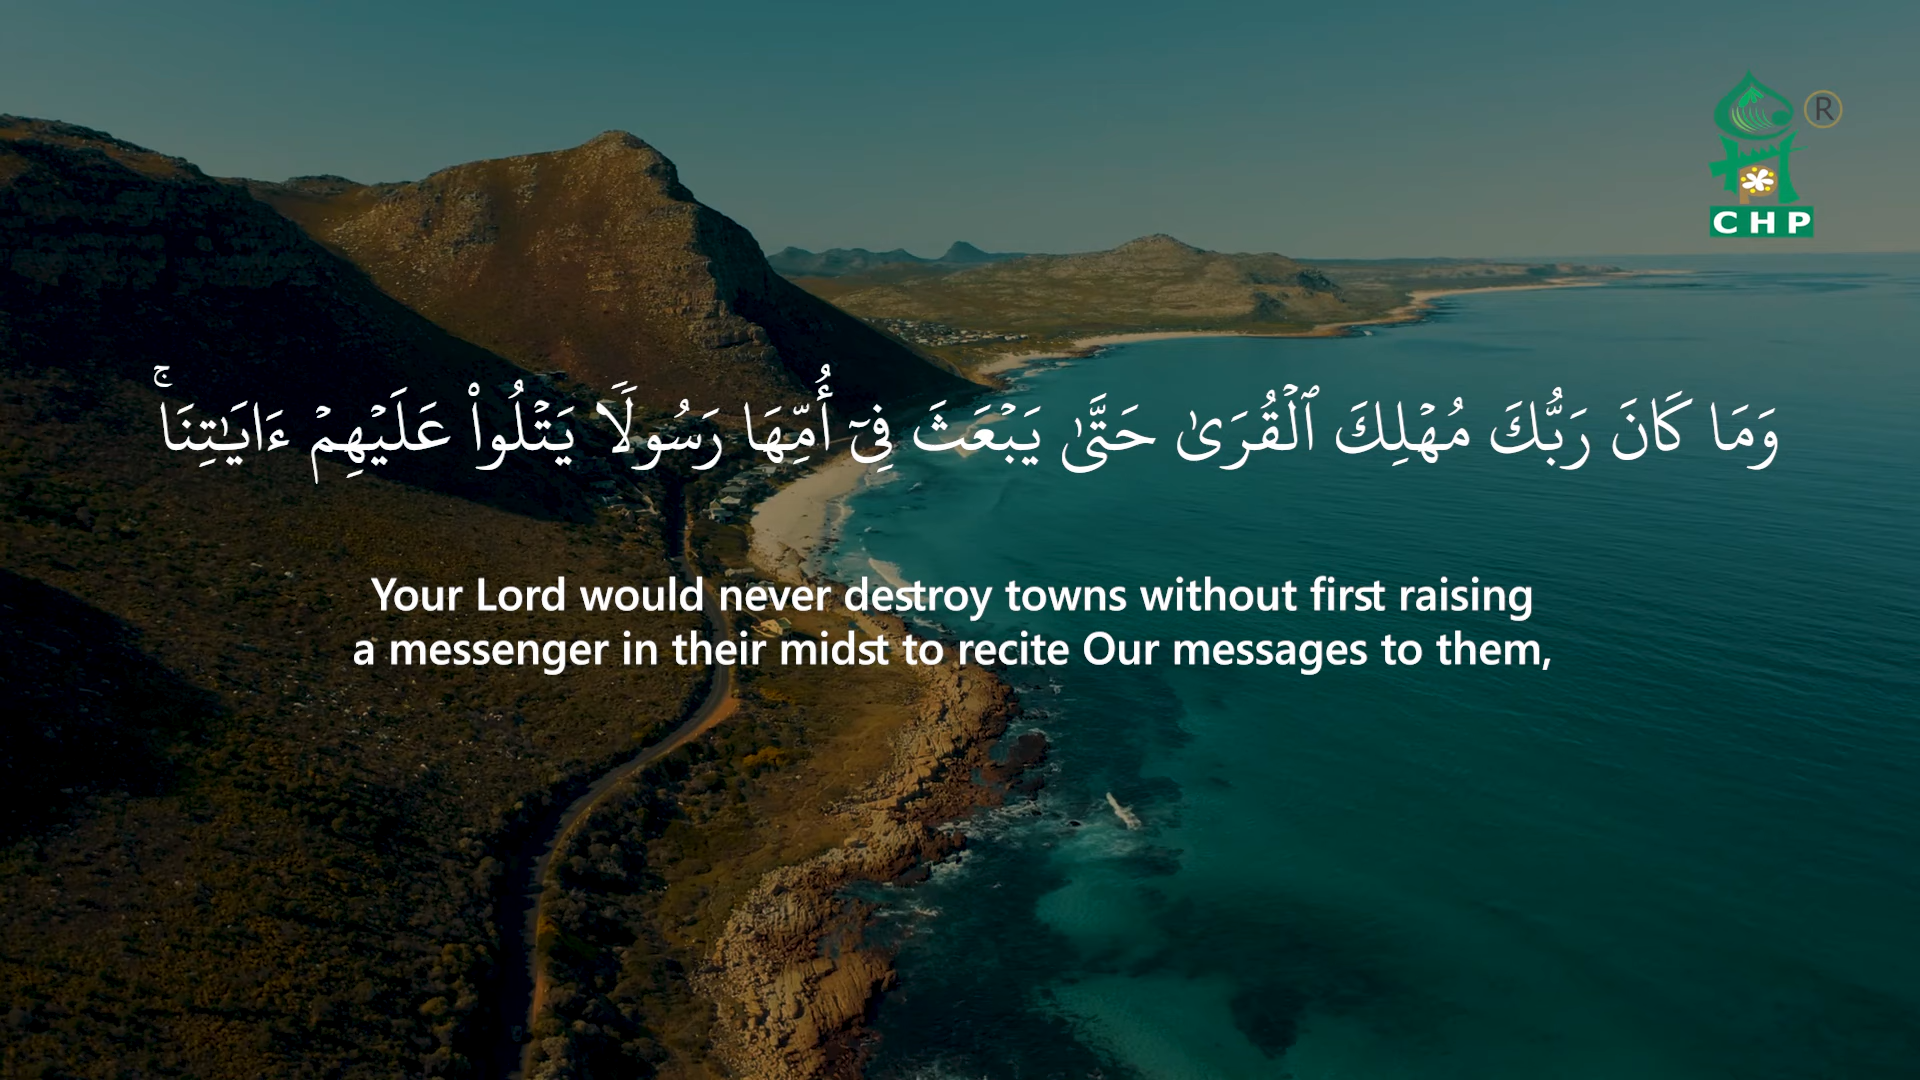 CHP
®
وَمَا كَانَ رَبُّكَ مُهۡلِكَ ٱلۡقُرَىٰ حَتَّىٰ يَبۡعَثَ فِيٓ أُمِّهَا رَسُولٗا يَتۡلُواْ عَلَيۡهِمۡ ءَايَٰتِنَاۚ
Your Lord would never destroy towns without first raising
a messenger in their midst to recite Our messages to them,